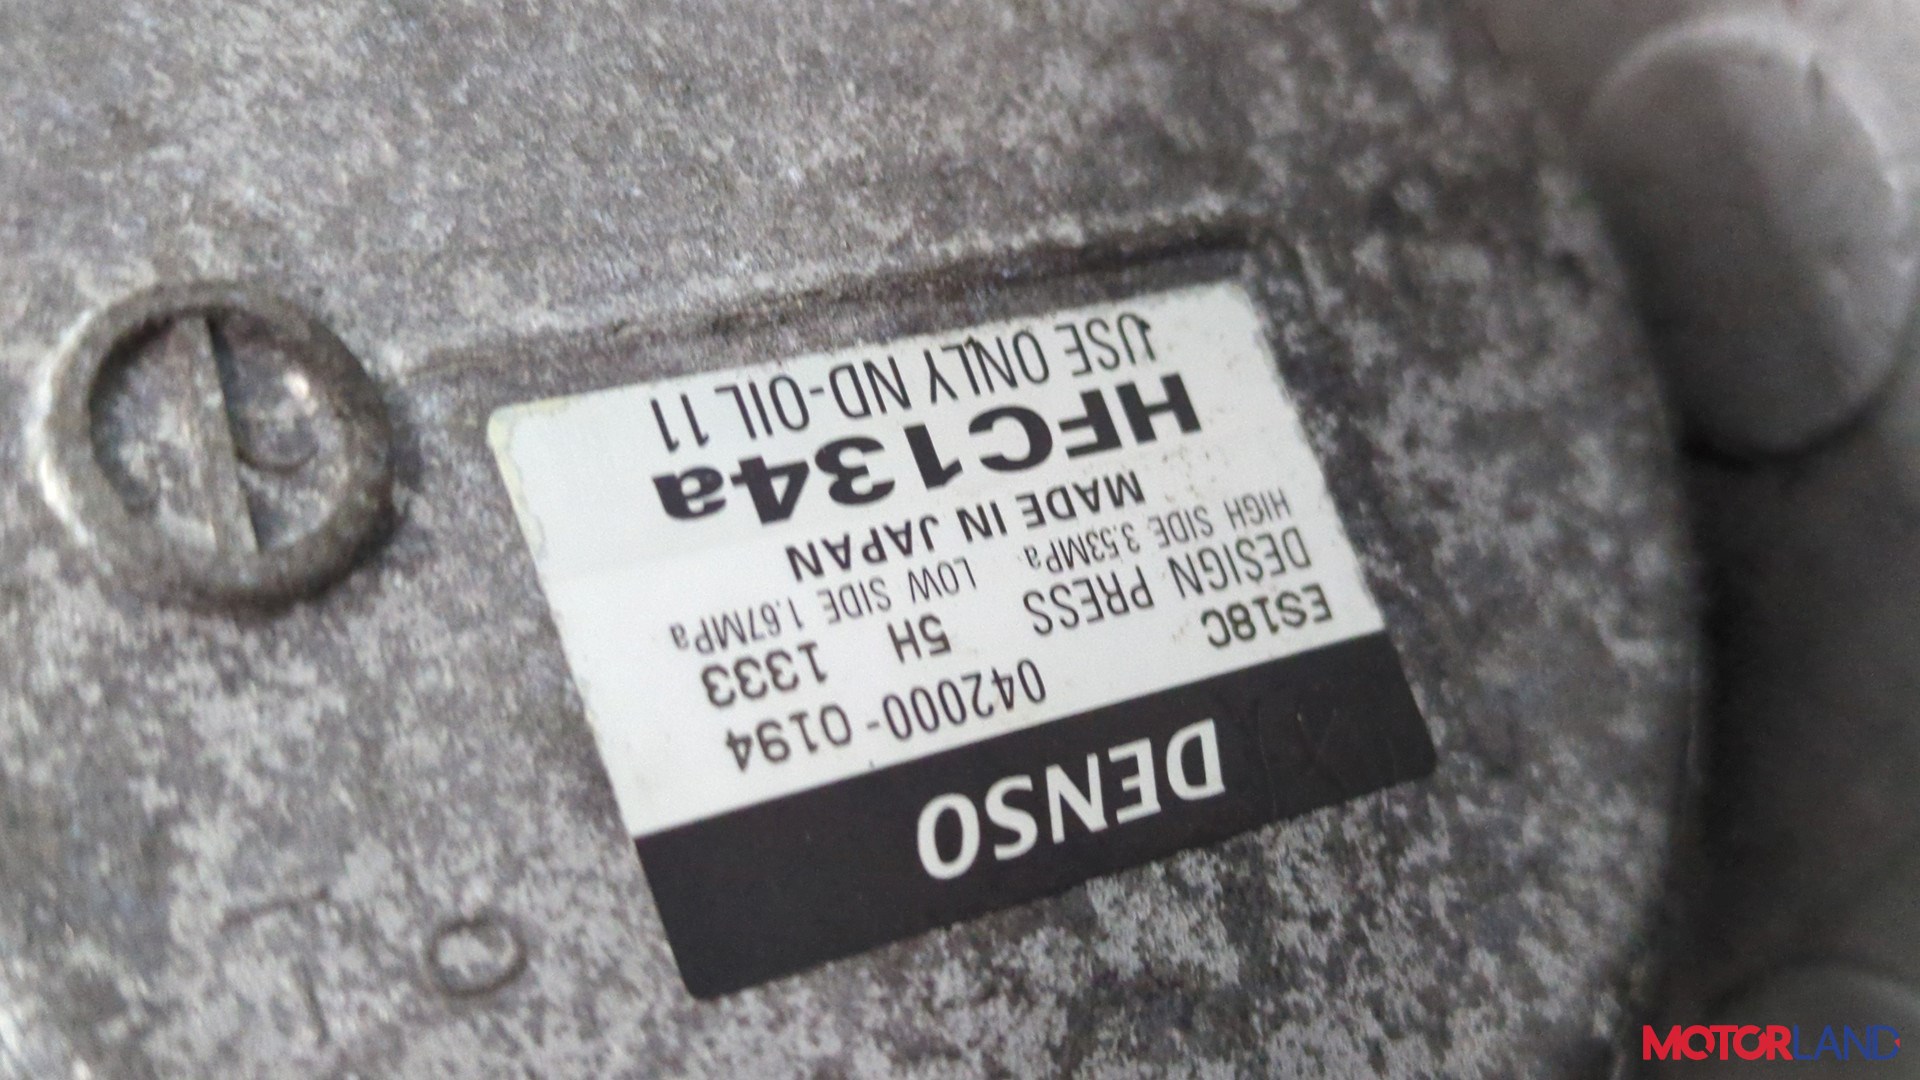 DENSO
042000-0194
ES18C 5H 1333
DESIGN PRESS
HIGH SIDE 3.53MPa LOW SIDE 1.67MPa
MADE IN JAPAN
HFC134a
USE ONLY ND-OIL 11
MOTORLAND